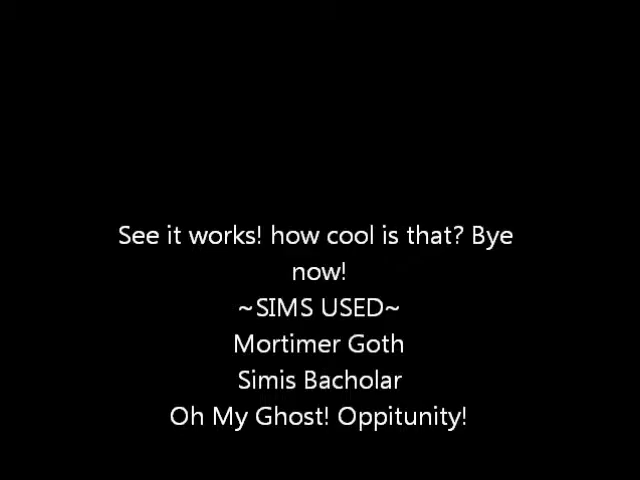 See it works! how cool is that? Bye
now!
~SIMS USED~
Mortimer Goth
Simis Bacholar
Oh My Ghost! Oppitunity!